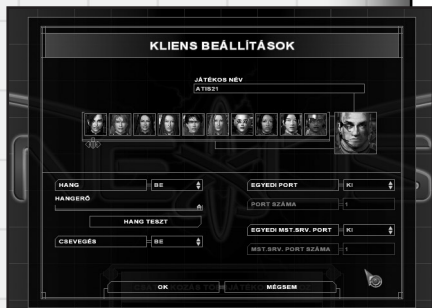 KLIENS BEÁLLÍTÁSOK
JÁTÉKOS NÉV
ATIS21
HANG BE
HANGERŐ
HANG TESZT
CSEVEGÉS BE
EGYEDI PORT KI
PORT SZÁMA 1
EGYEDI MST.SRV. PORT KI
MST.SRV. PORT SZÁMA 1
OK MÉGSEM